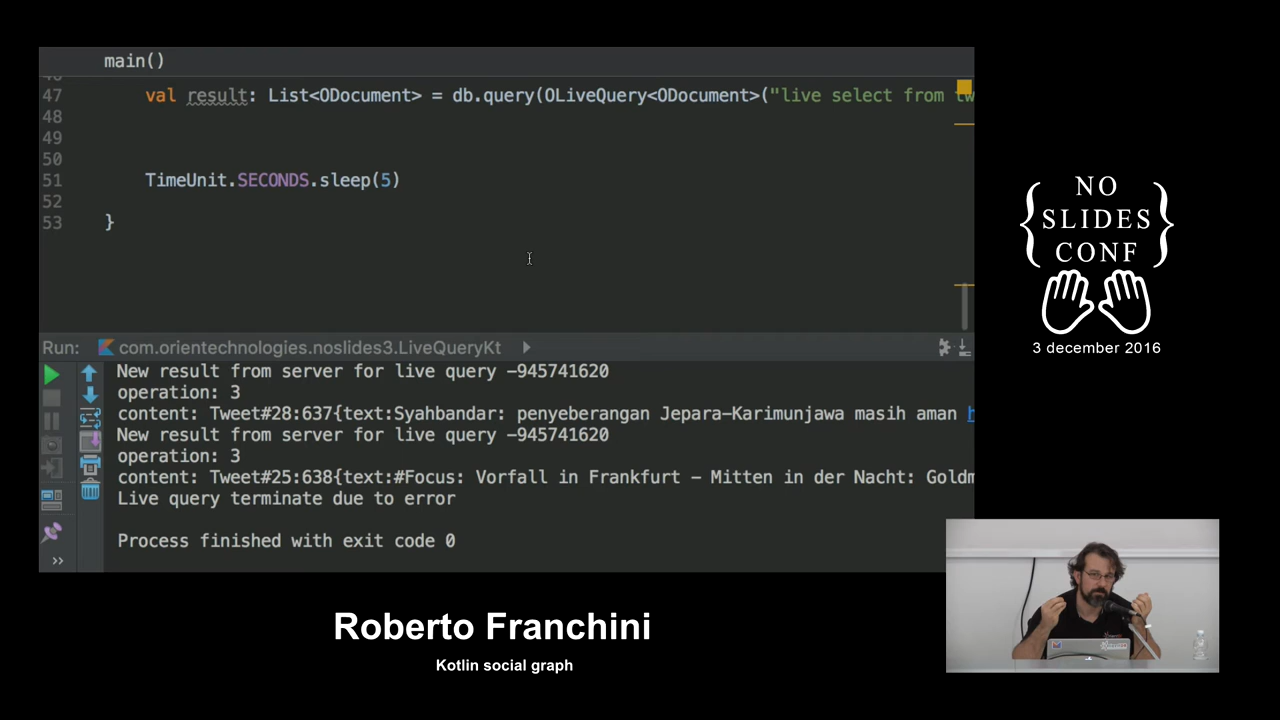 main()
46
47 val result: List<ODocument> = db.query(OLiveQuery<ODocument>("live select from tw
48
49
50
51 TimeUnit.SECONDS.sleep(5)
52
53 }
Run: com.orientechnologies.noslides3.LiveQueryKt
New result from server for live query -945741620
operation: 3
content: Tweet#28:637{text:Syahbandar: penyeberangan Jepara-Karimunjawa masih aman h
New result from server for live query -945741620
operation: 3
content: Tweet#25:638{text:#Focus: Vorfall in Frankfurt - Mitten in der Nacht: Goldm
Live query terminate due to error
Process finished with exit code 0
NO
SLIDES
CONF
3 december 2016
Roberto Franchini
Kotlin social graph